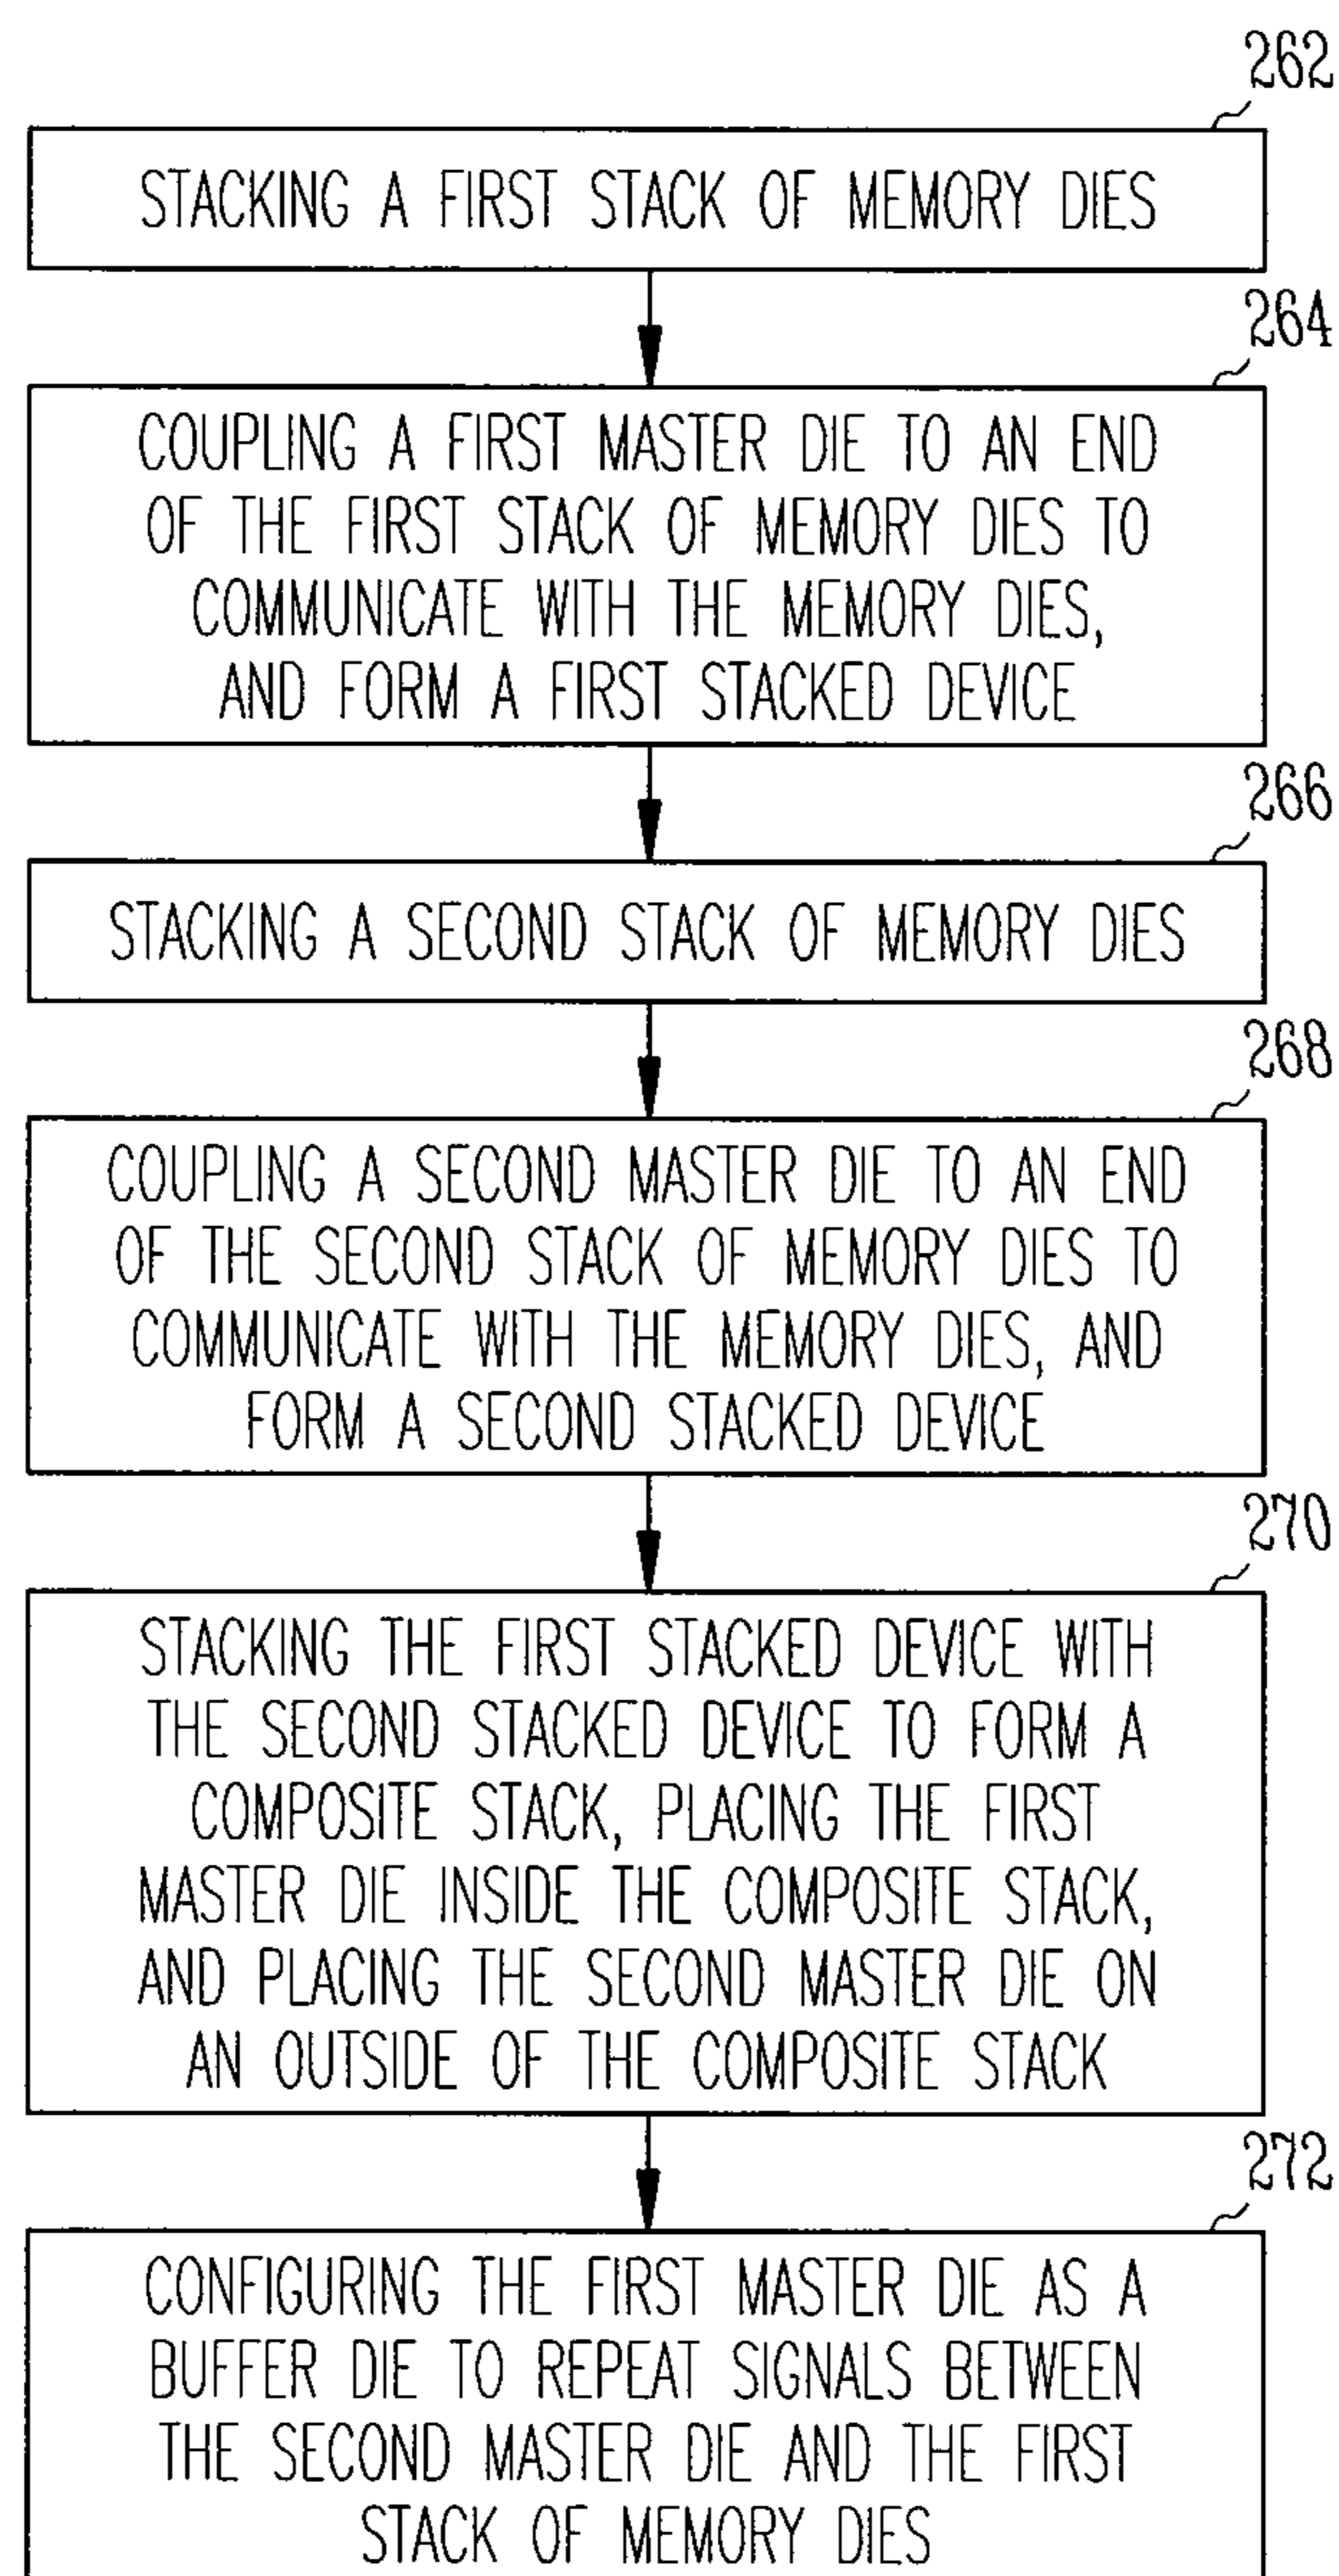 262
STACKING A FIRST STACK OF MEMORY DIES
264
COUPLING A FIRST MASTER DIE TO AN END
OF THE FIRST STACK OF MEMORY DIES TO
COMMUNICATE WITH THE MEMORY DIES,
AND FORM A FIRST STACKED DEVICE
266
STACKING A SECOND STACK OF MEMORY DIES
268
COUPLING A SECOND MASTER DIE TO AN END
OF THE SECOND STACK OF MEMORY DIES TO
COMMUNICATE WITH THE MEMORY DIES, AND
FORM A SECOND STACKED DEVICE
270
STACKING THE FIRST STACKED DEVICE WITH
THE SECOND STACKED DEVICE TO FORM A
COMPOSITE STACK, PLACING THE FIRST
MASTER DIE INSIDE THE COMPOSITE STACK,
AND PLACING THE SECOND MASTER DIE ON
AN OUTSIDE OF THE COMPOSITE STACK
272
CONFIGURING THE FIRST MASTER DIE AS A
BUFFER DIE TO REPEAT SIGNALS BETWEEN
THE SECOND MASTER DIE AND THE FIRST
STACK OF MEMORY DIES